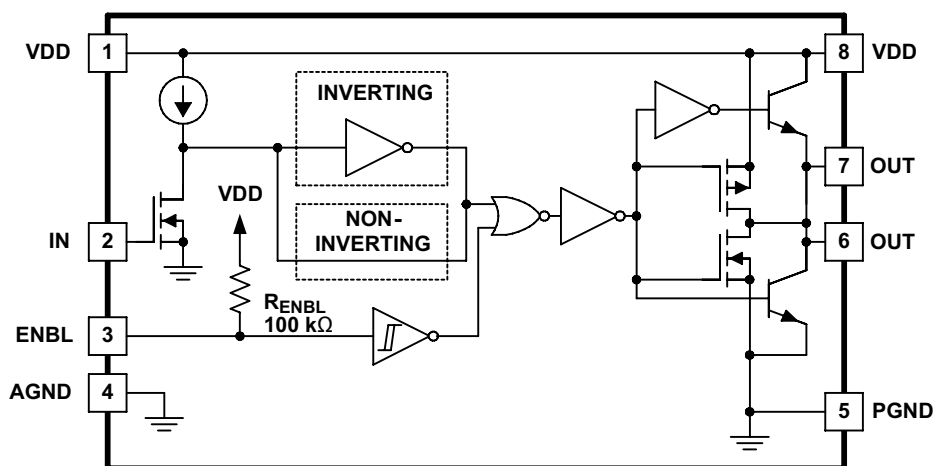 VDD 1
8 VDD
INVERTING
VDD
7 OUT
NON-
INVERTING
IN 2
6 OUT
RENBL
100 kΩ
ENBL 3
AGND 4
5 PGND